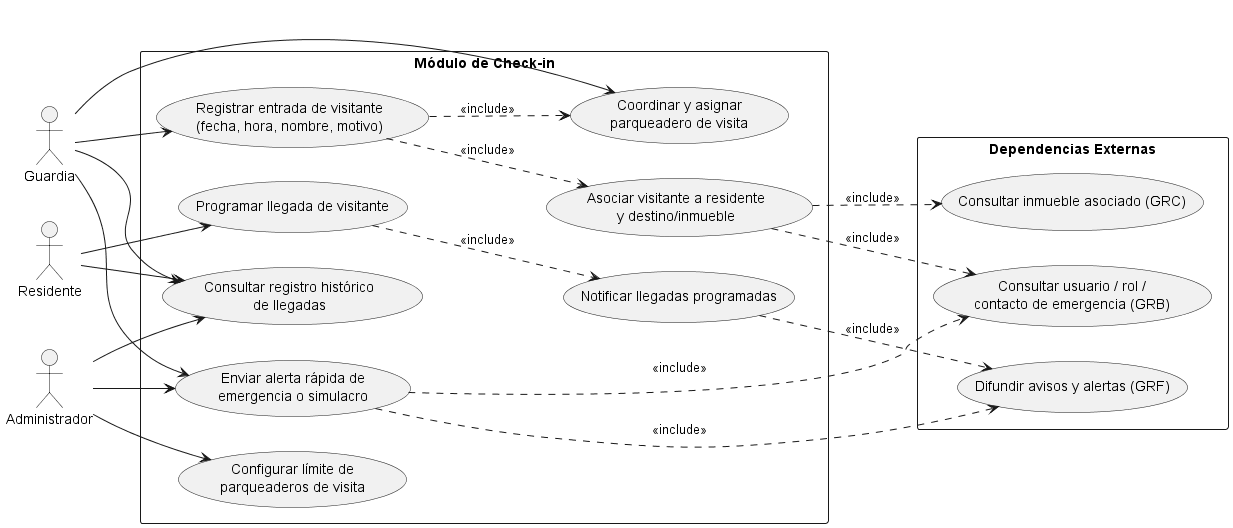 Módulo de Check-in
Registrar entrada de visitante
(fecha, hora, nombre, motivo)
«include»
Coordinar y asignar
parqueadero de visita
Guardia
«include»
Dependencias Externas
Programar llegada de visitante
Asociar visitante a residente
y destino/inmueble
«include»
Consultar inmueble asociado (GRC)
«include»
«include»
Residente
Consultar registro histórico
de llegadas
Notificar llegadas programadas
Consultar usuario / rol /
contacto de emergencia (GRB)
«include»
Administrador
Enviar alerta rápida de
emergencia o simulacro
«include»
Difundir avisos y alertas (GRF)
«include»
Configurar límite de
parqueaderos de visita